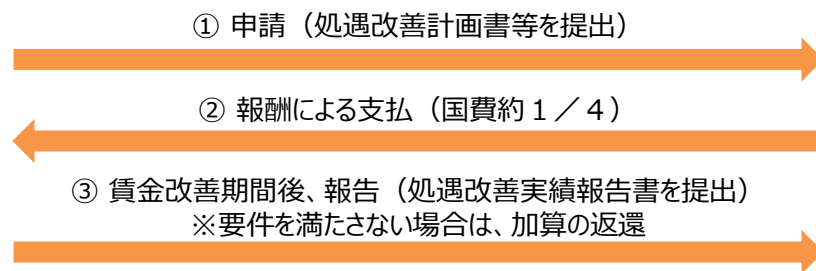 ① 申請（処遇改善計画書等を提出）
② 報酬による支払（国費約１／４）
③ 賃金改善期間後、報告（処遇改善実績報告書を提出）
※要件を満たさない場合は、加算の返還